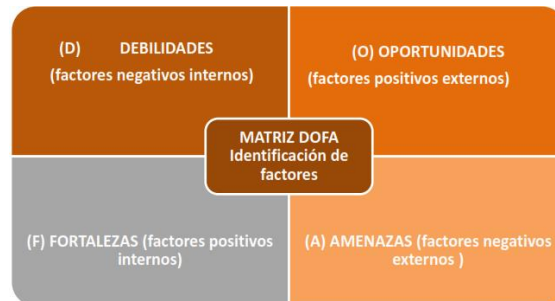 (D) DEBILIDADES
(factores negativos internos)
(O) OPORTUNIDADES
(factores positivos externos)
MATRIZ DOFA
Identificación de
factores
(F) FORTALEZAS (factores positivos
internos)
(A) AMENAZAS (factores negativos
externos )